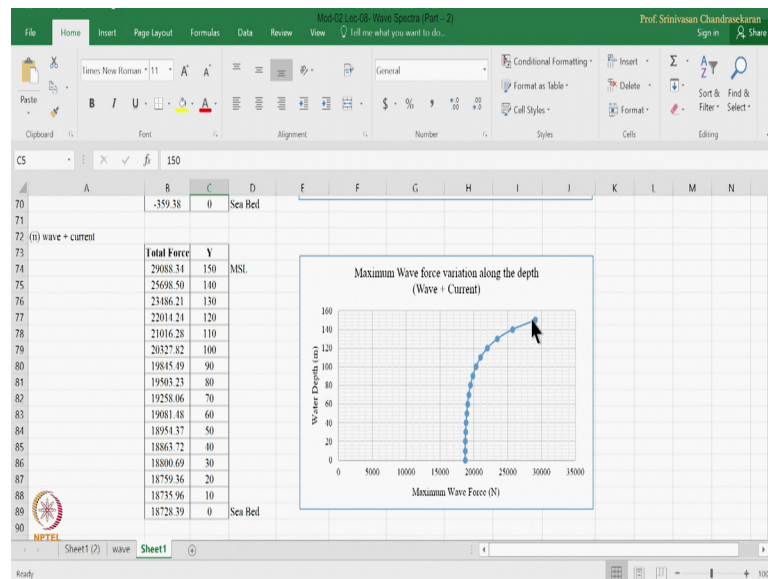 Mod-02 Lec-08- Wave Spectra (Part – 2)
Prof. Srinivasan Chandrasekaran
File Home Insert Page Layout Formulas Data Review View Tell me what you want to do... Sign in Share
Times New Roman 11 A A General Conditional Formatting Insert Σ
Paste Format as Table Delete Sort & Find &
B I U A $ % , Cell Styles Format Filter Select
Clipboard Font Alignment Number Styles Cells Editing
C5 fx 150
A B C D E F G H I J K L M N
70 -359.38 0 Sea Bed
71
72 (ii) wave + current
73 Total Force Y
74 29088.34 150 MSL
75 25698.50 140
76 23486.21 130
77 22014.24 120
78 21016.28 110
79 20327.82 100
80 19845.49 90
81 19503.23 80
82 19258.06 70
83 19081.48 60
84 18954.37 50
85 18863.72 40
86 18800.69 30
87 18759.36 20
88 18735.96 10
89 18728.39 0 Sea Bed
90
Maximum Wave force variation along the depth
(Wave + Current)
Water Depth (m)
160
140
120
100
80
60
40
20
0
0 5000 10000 15000 20000 25000 30000 35000
Maximum Wave Force (N)
NPTEL
Sheet1 (2) wave Sheet1
Ready 100